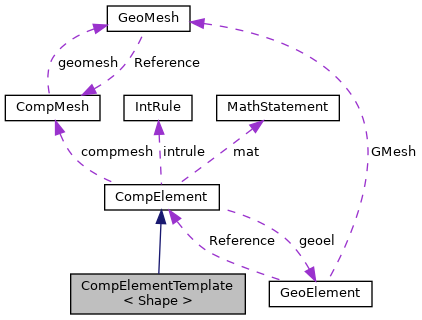 GeoMesh
geomesh
Reference
CompMesh
IntRule
MathStatement
compmesh
intrule
mat
GMesh
CompElement
Reference
geoel
CompElementTemplate
< Shape >
GeoElement